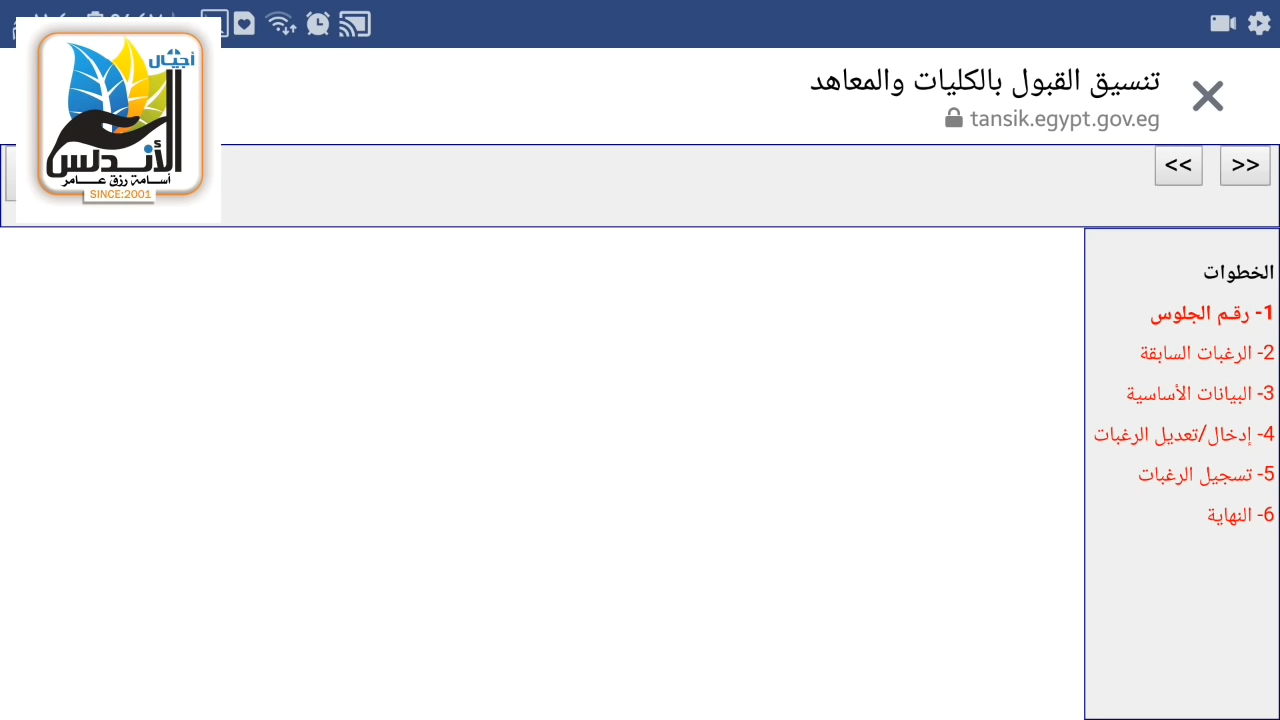 أجيال
الأندلس
أسامة رزق عامر
SINCE:2001
تنسيق القبول بالكليات والمعاهد
tansik.egypt.gov.eg
>>
<<
الخطوات
1- رقم الجلوس
2- الرغبات السابقة
3- البيانات الأساسية
4- إدخال/تعديل الرغبات
5- تسجيل الرغبات
6- النهاية